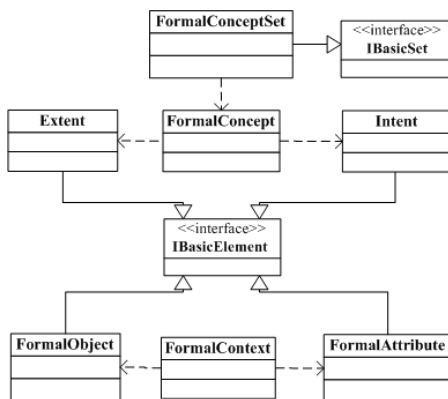 FormalConceptSet
<<interface>>
IBasicSet
Extent
FormalConcept
Intent
<<interface>>
IBasicElement
FormalObject
FormalContext
FormalAttribute